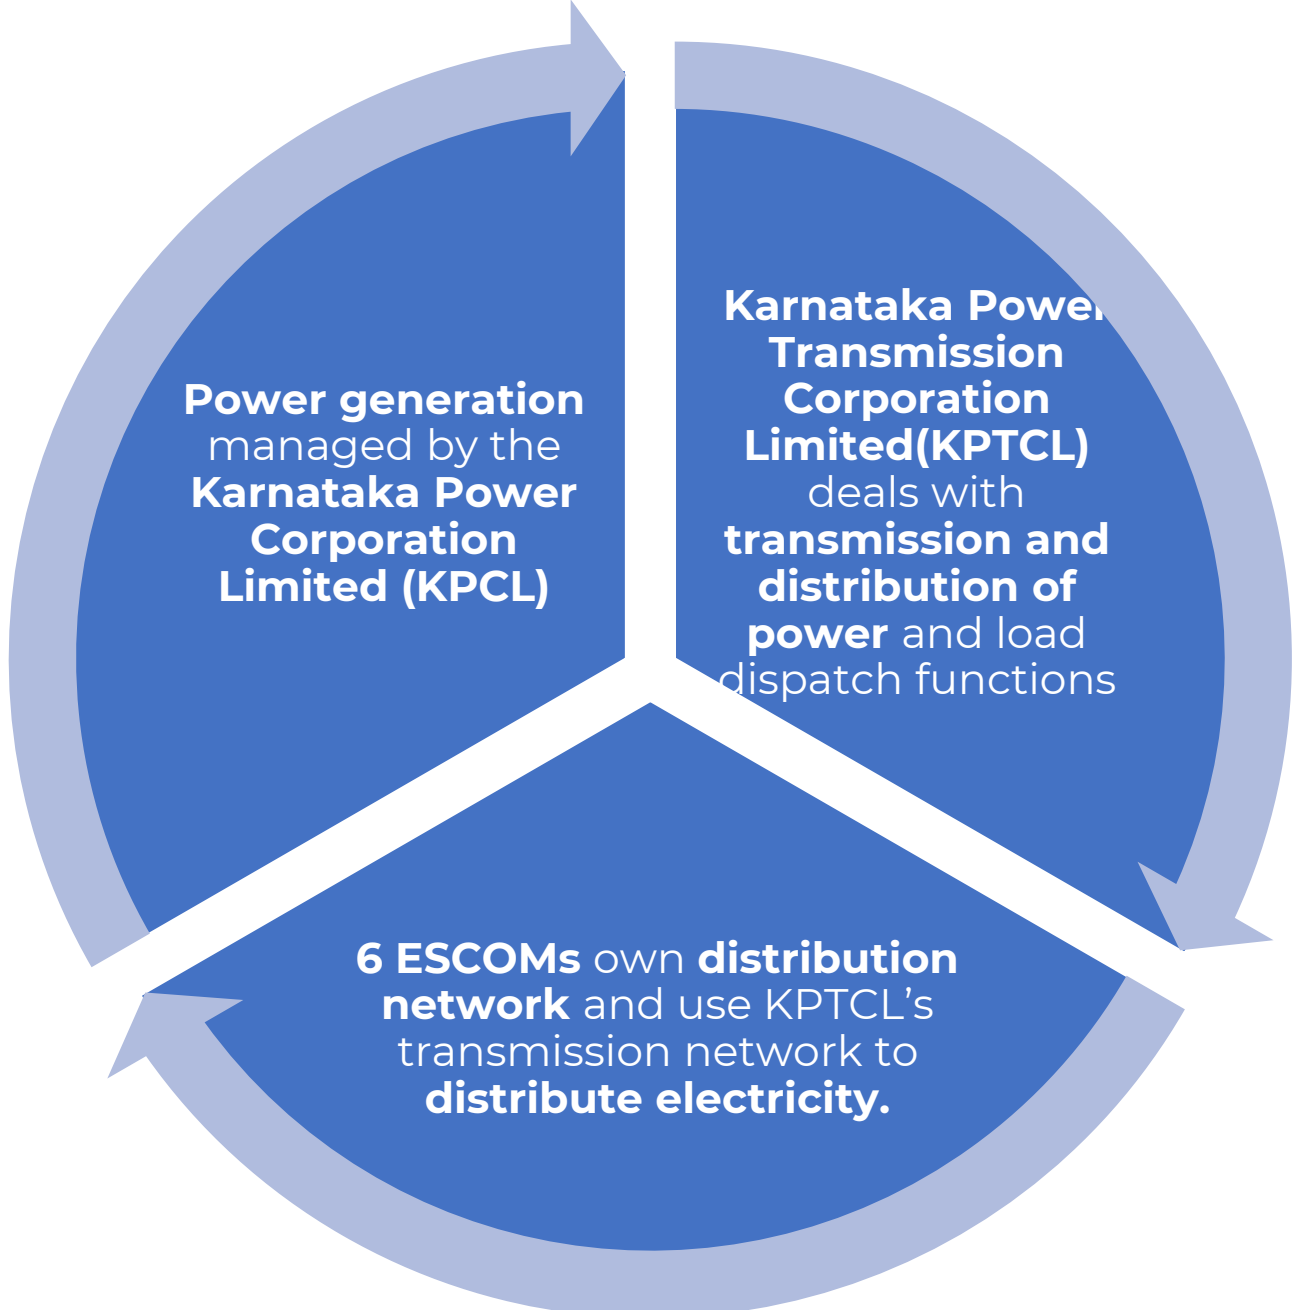 Power generation
managed by the
Karnataka Power
Corporation
Limited (KPCL)
Karnataka Power
Transmission
Corporation
Limited(KPTCL)
deals with
transmission and
distribution of
power and load
dispatch functions
6 ESCOMs own distribution
network and use KPTCL’s
transmission network to
distribute electricity.